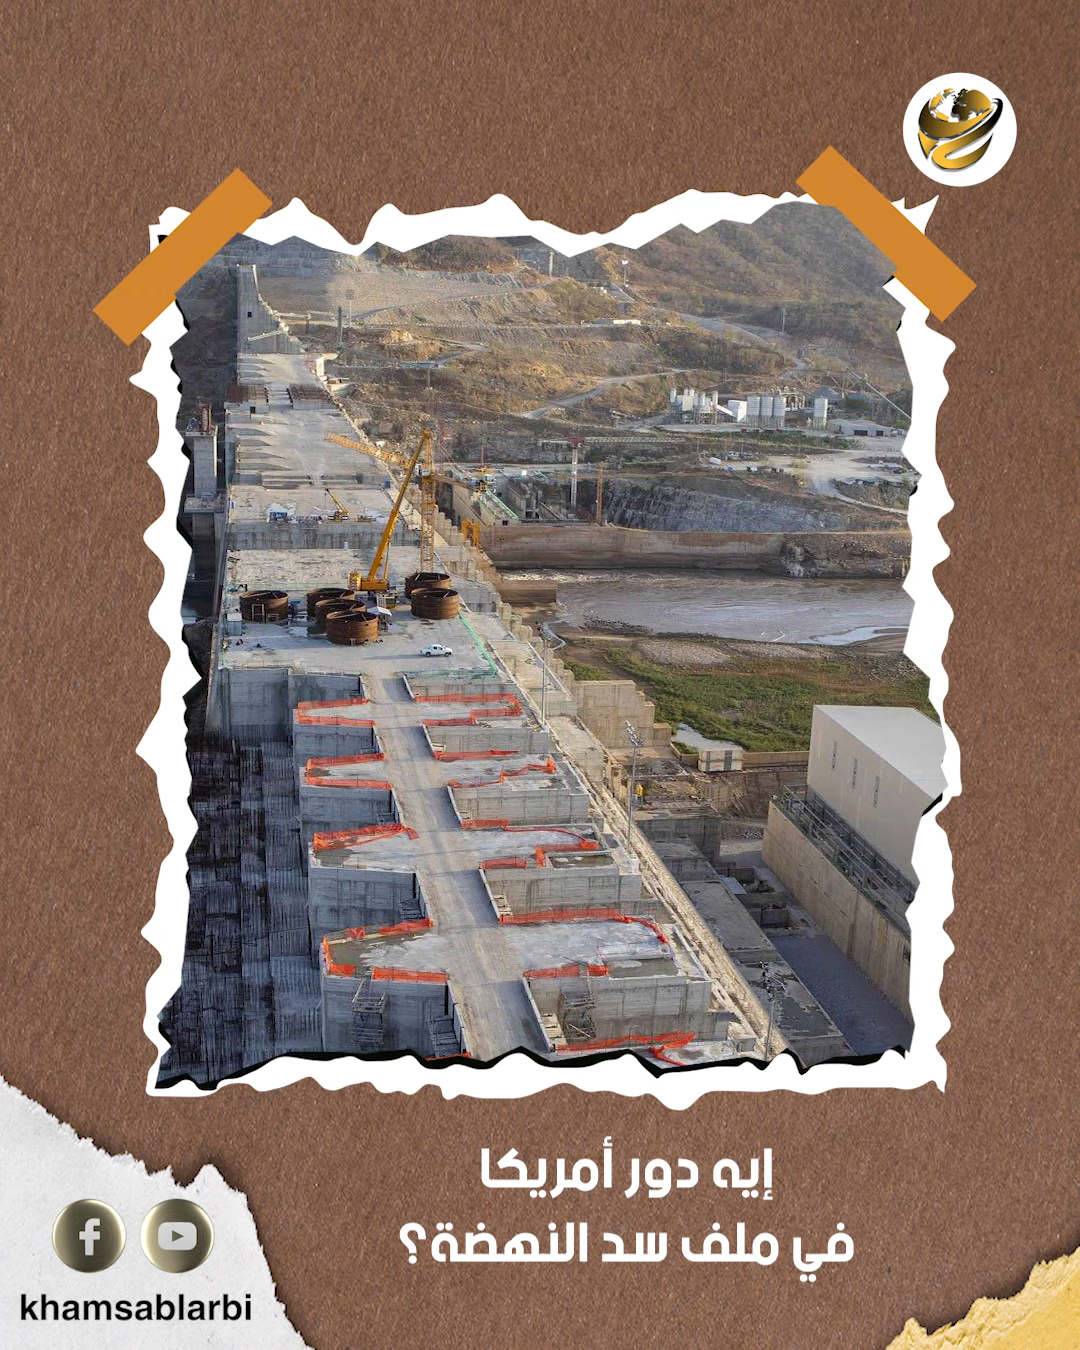 إيه دور أمريكا
في ملف سد النهضة؟
khamsablarbi